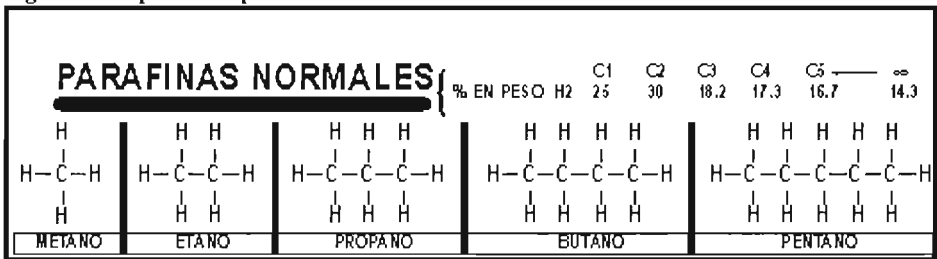 PARAFINAS NORMALES{ % EN PESO H2
C1 C2 C3 C4 C5 —— ∞
25 30 18.2 17.3 16.7 14.3
H H H H H H H H H H H H H H H
H-C-H H-C-C-H H-C-C-C-H H-C-C-C-C-H H-C-C-C-C-C-H
H H H H H H H H H H H H H H H
METANO ETANO PROPANO BUTANO PENTANO